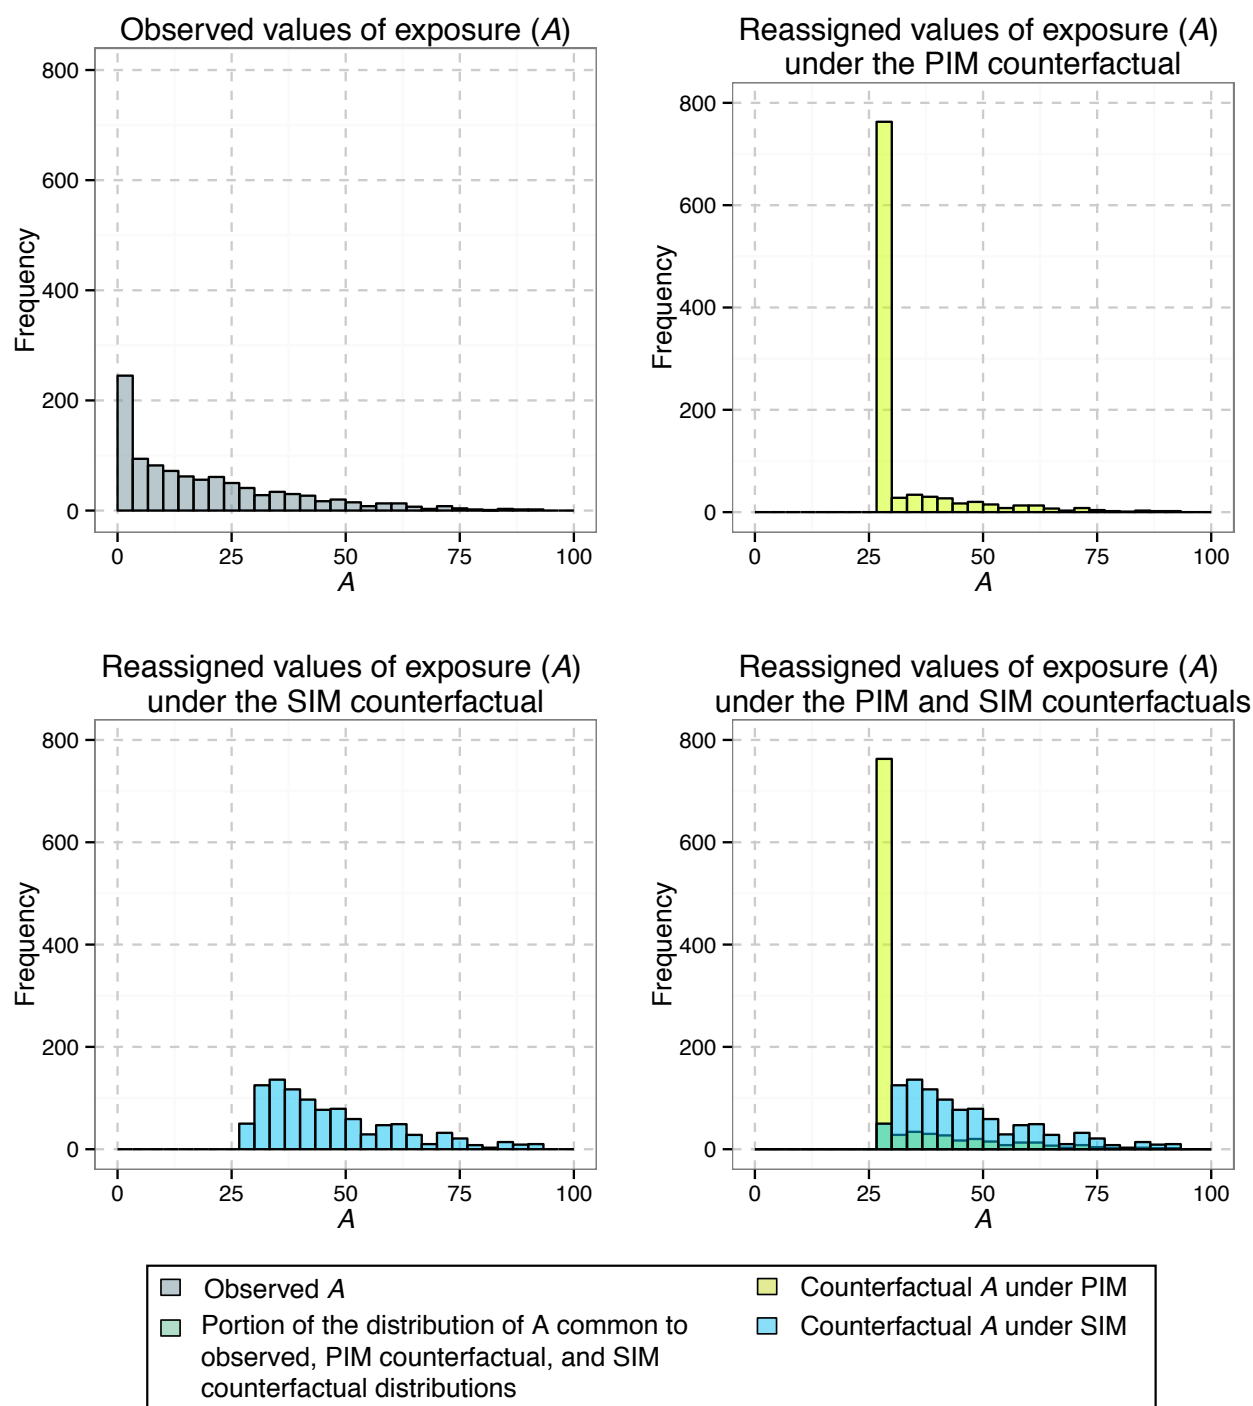 Observed values of exposure (A)
800
600
400
200
0
Frequency
0 25 50 75 100
A
Reassigned values of exposure (A)
under the PIM counterfactual
800
600
400
200
0
Frequency
0 25 50 75 100
A
Reassigned values of exposure (A)
under the SIM counterfactual
800
600
400
200
0
Frequency
0 25 50 75 100
A
Reassigned values of exposure (A)
under the PIM and SIM counterfactuals
800
600
400
200
0
Frequency
0 25 50 75 100
A
Observed A
Portion of the distribution of A common to
observed, PIM counterfactual, and SIM
counterfactual distributions
Counterfactual A under PIM
Counterfactual A under SIM